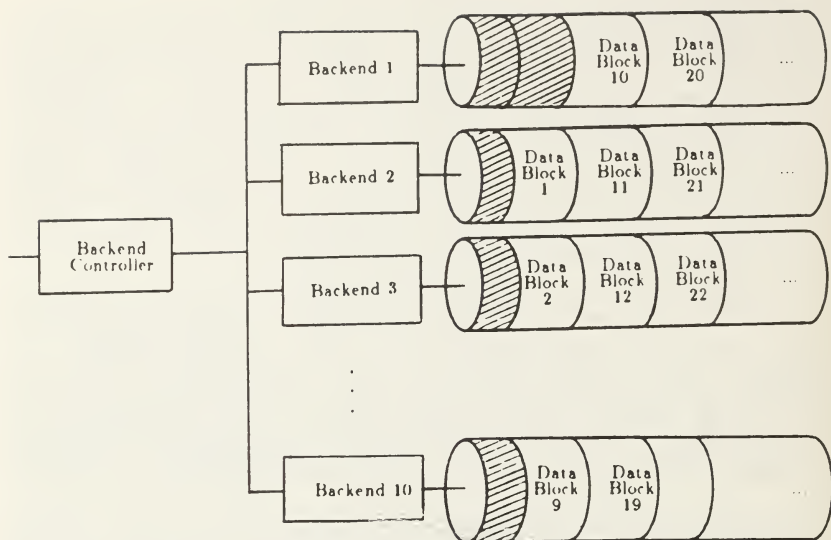 Backend 1
Data
Block
10
Data
Block
20
...
Backend 2
Data
Block
1
Data
Block
11
Data
Block
21
...
Backend
Controller
Backend 3
Data
Block
2
Data
Block
12
Data
Block
22
...
Backend 10
Data
Block
9
Data
Block
19
...